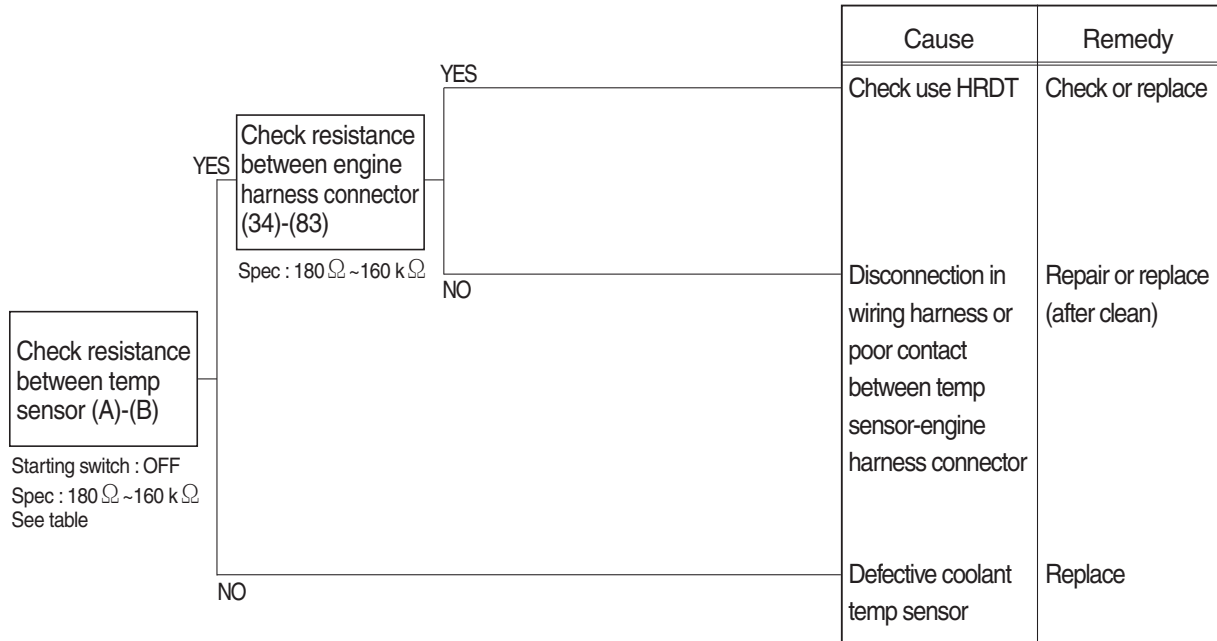 Cause
Remedy
YES
Check use HRDT
Check or replace
Check resistance
between engine
harness connector
(34)-(83)
YES
Spec : 180 Ω ~160 k Ω
NO
Disconnection in
wiring harness or
poor contact
between temp
sensor-engine
harness connector
Repair or replace
(after clean)
Check resistance
between temp
sensor (A)-(B)
Starting switch : OFF
Spec : 180 Ω ~160 k Ω
See table
NO
Defective coolant
temp sensor
Replace